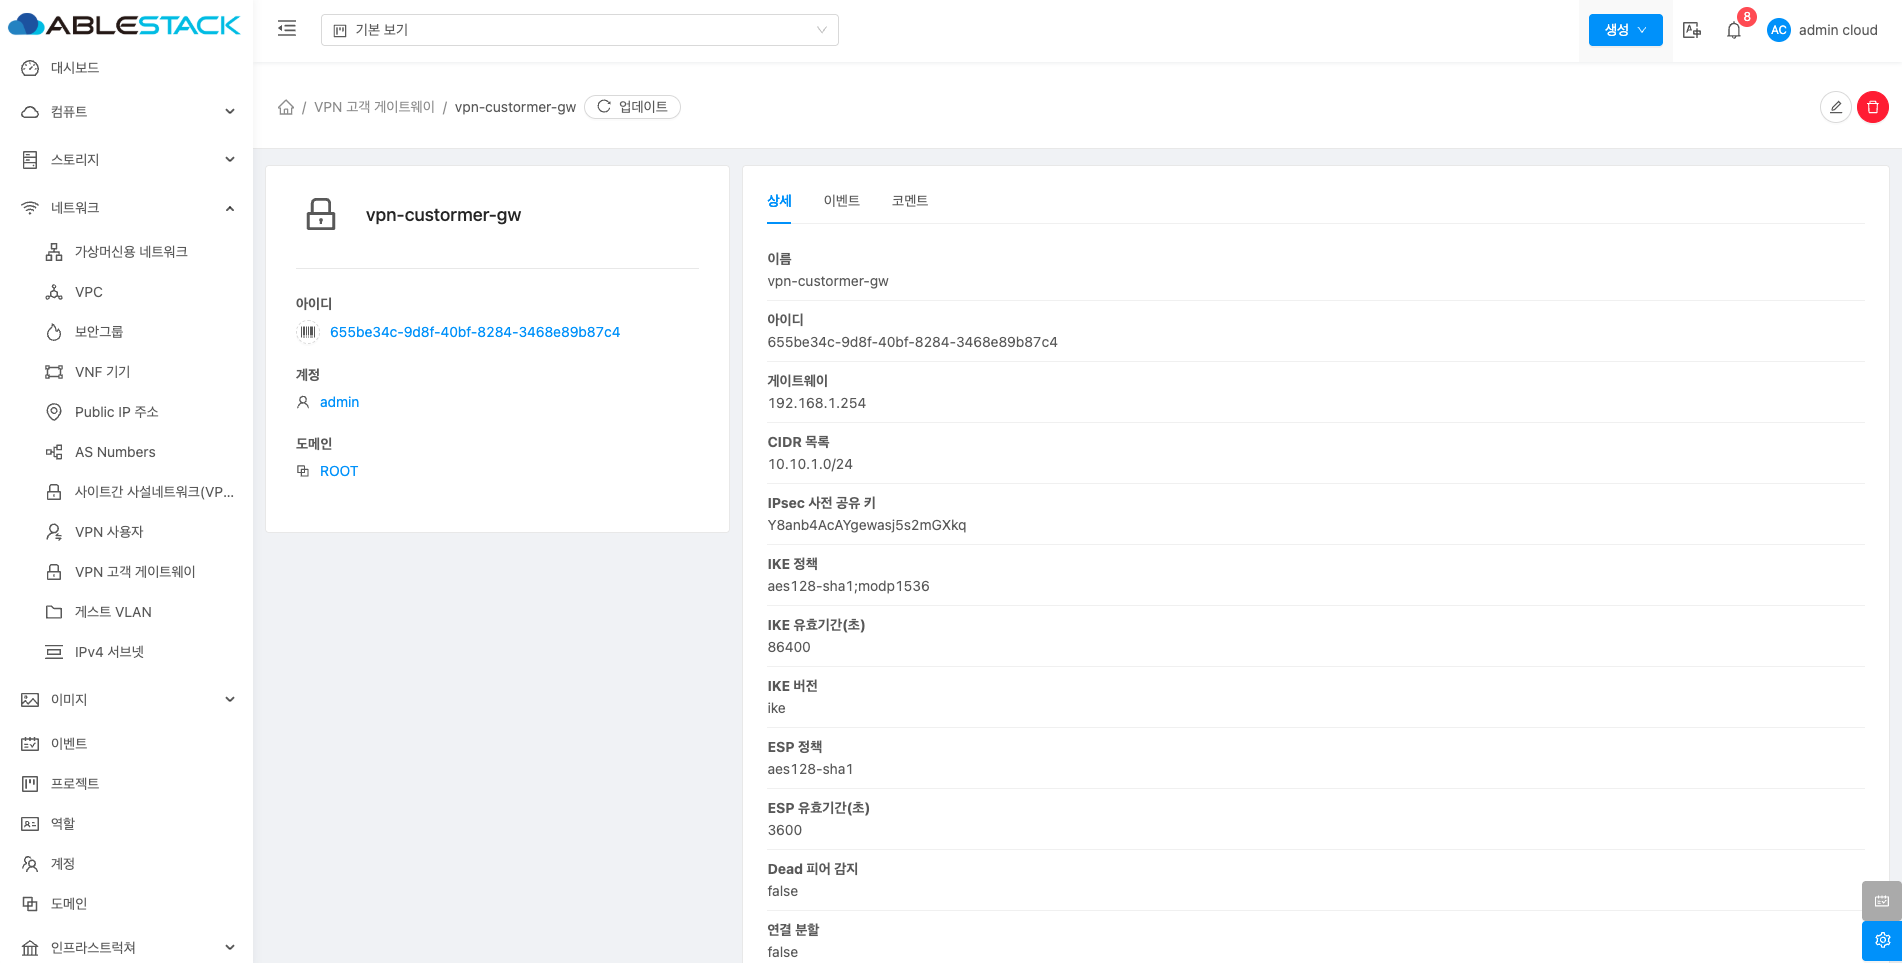 ABLESTACK
기본 보기
생성
8
AC
admin cloud
대시보드
컴퓨트
스토리지
네트워크
가상머신용 네트워크
VPC
보안그룹
VNF 기기
Public IP 주소
AS Numbers
사이트간 사설네트워크(VP...
VPN 사용자
VPN 고객 게이트웨이
게스트 VLAN
IPv4 서브넷
이미지
이벤트
프로젝트
역할
계정
도메인
인프라스트럭쳐
/ VPN 고객 게이트웨이 / vpn-custormer-gw
업데이트
vpn-custormer-gw
아이디
655be34c-9d8f-40bf-8284-3468e89b87c4
계정
admin
도메인
ROOT
상세
이벤트
코멘트
이름
vpn-custormer-gw
아이디
655be34c-9d8f-40bf-8284-3468e89b87c4
게이트웨이
192.168.1.254
CIDR 목록
10.10.1.0/24
IPsec 사전 공유 키
Y8anb4AcAYgewasj5s2mGXkq
IKE 정책
aes128-sha1;modp1536
IKE 유효기간(초)
86400
IKE 버전
ike
ESP 정책
aes128-sha1
ESP 유효기간(초)
3600
Dead 피어 감지
false
연결 분할
false